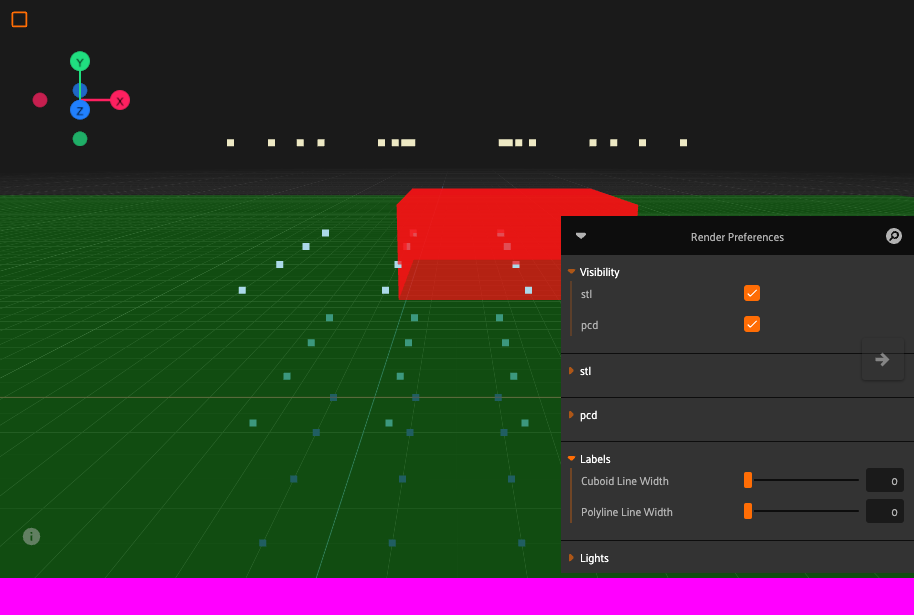 Y
X
Z
Render Preferences
Visibility
stl
pcd
stl
pcd
Labels
Cuboid Line Width 0
Polyline Line Width 0
Lights
i